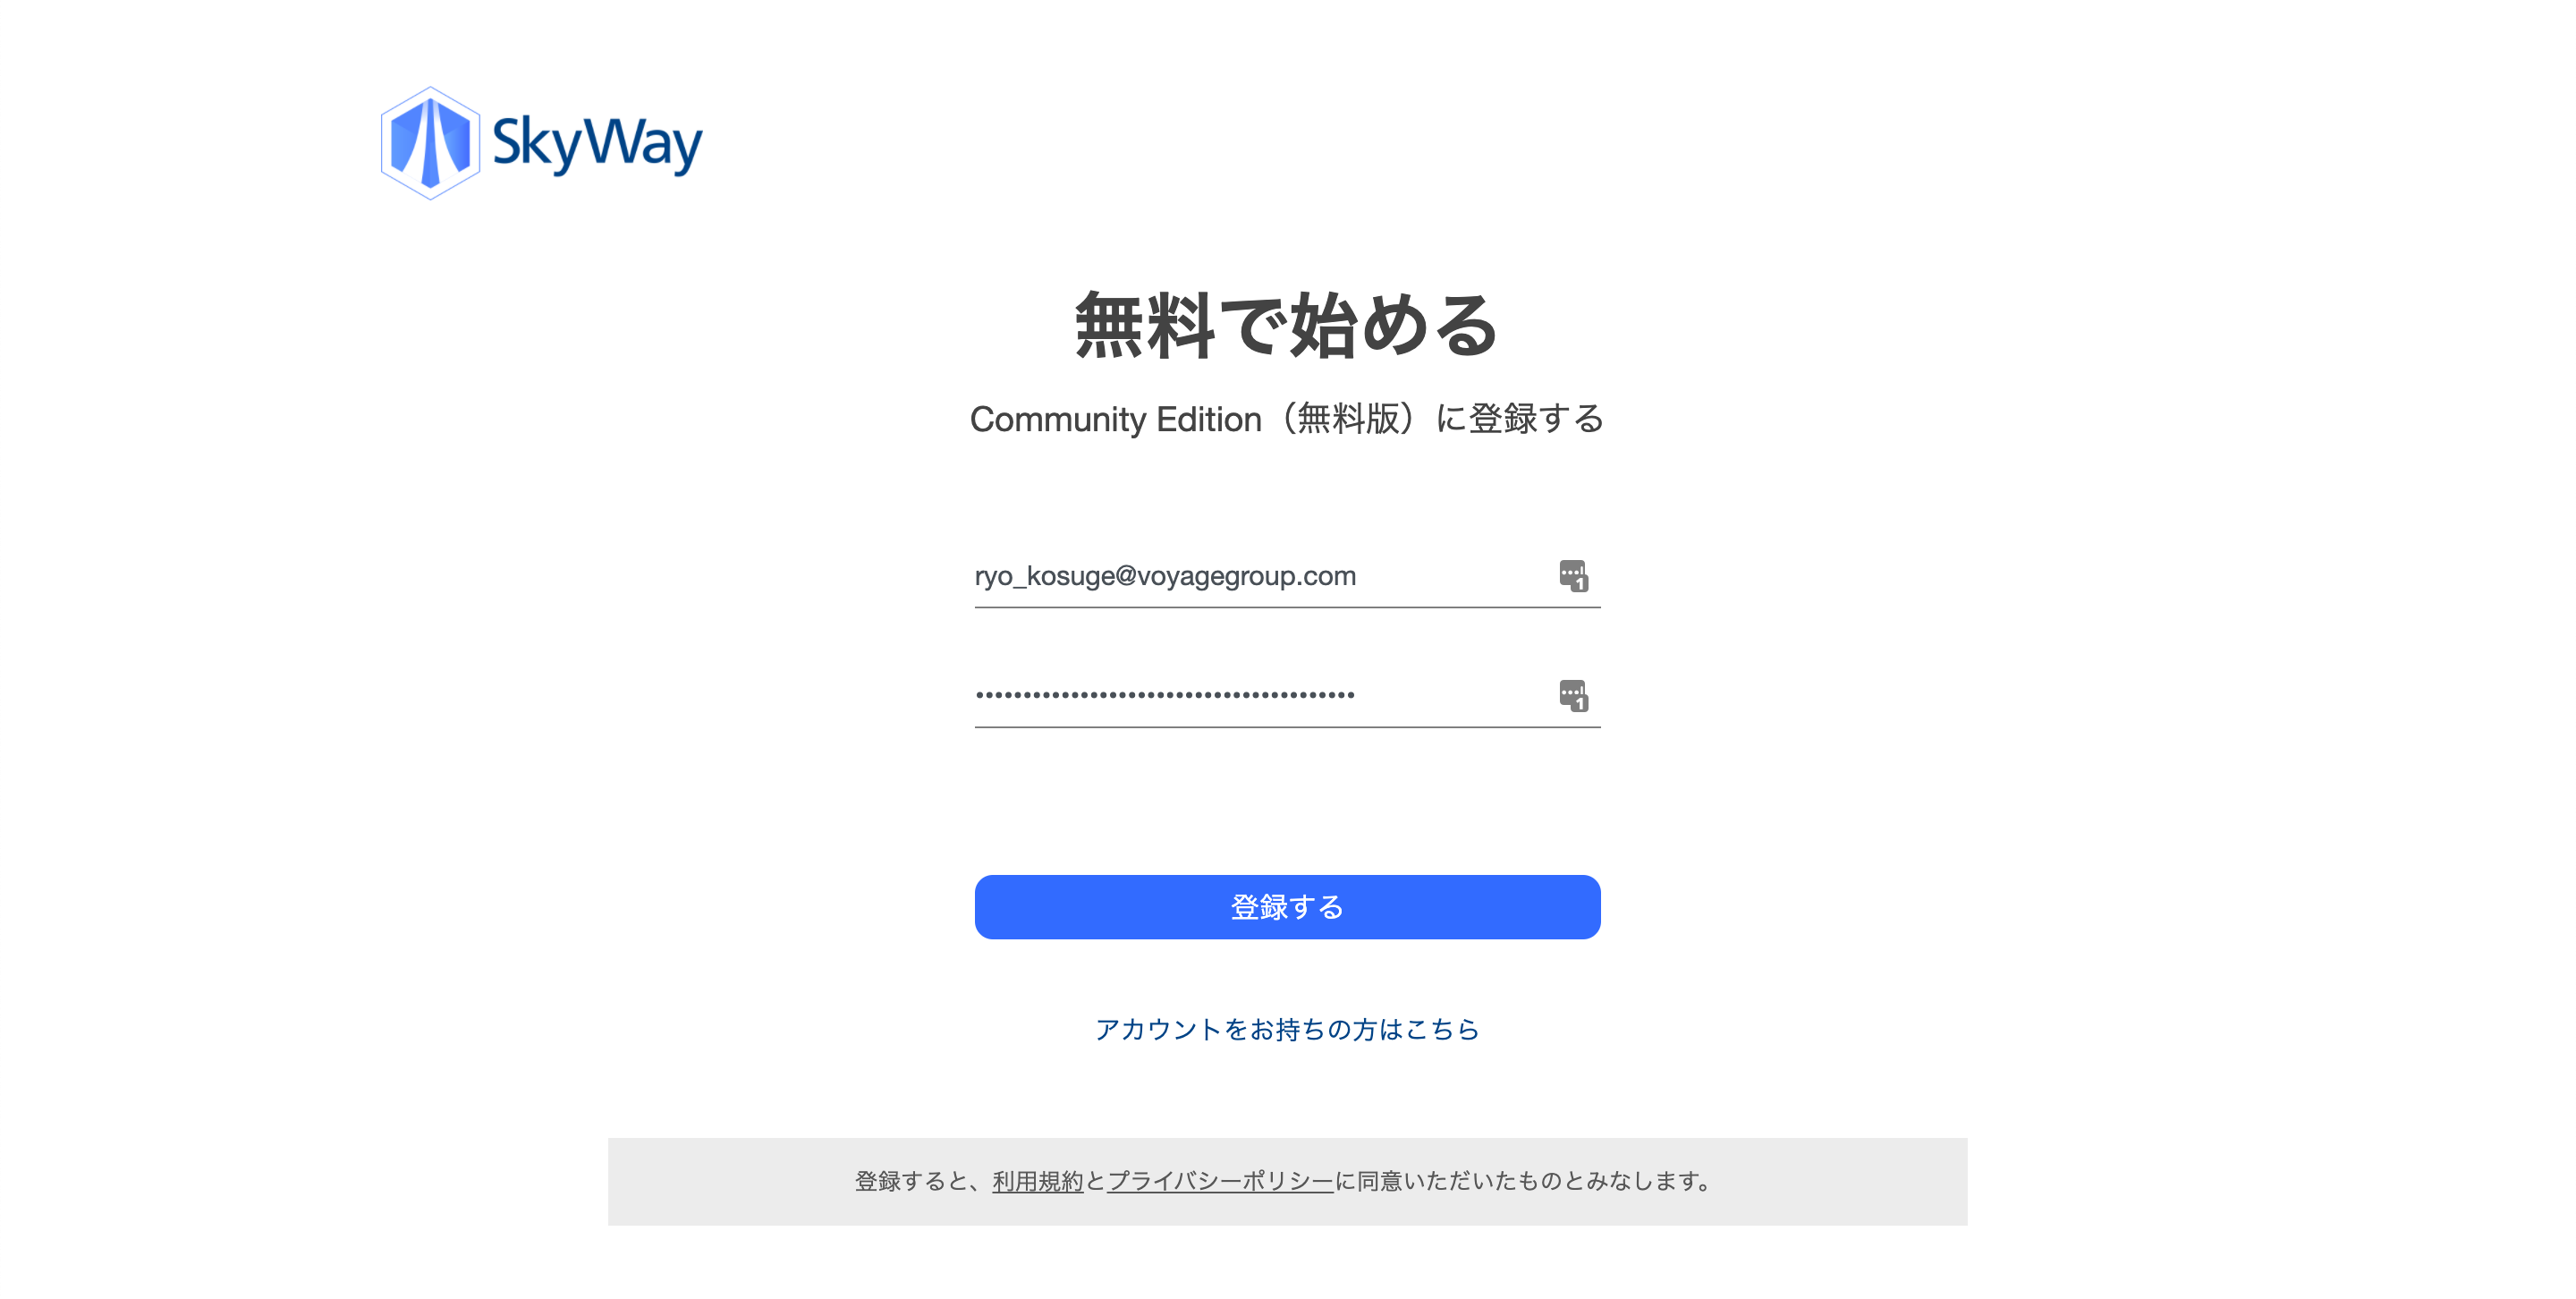 SkyWay
無料で始める
Community Edition（無料版）に登録する
ryo_kosuge@voyagegroup.com
••••••••••••••••••••••••••••••••••••••••
登録する
アカウントをお持ちの方はこちら
登録すると、利用規約とプライバシーポリシーに同意いただいたものとみなします。